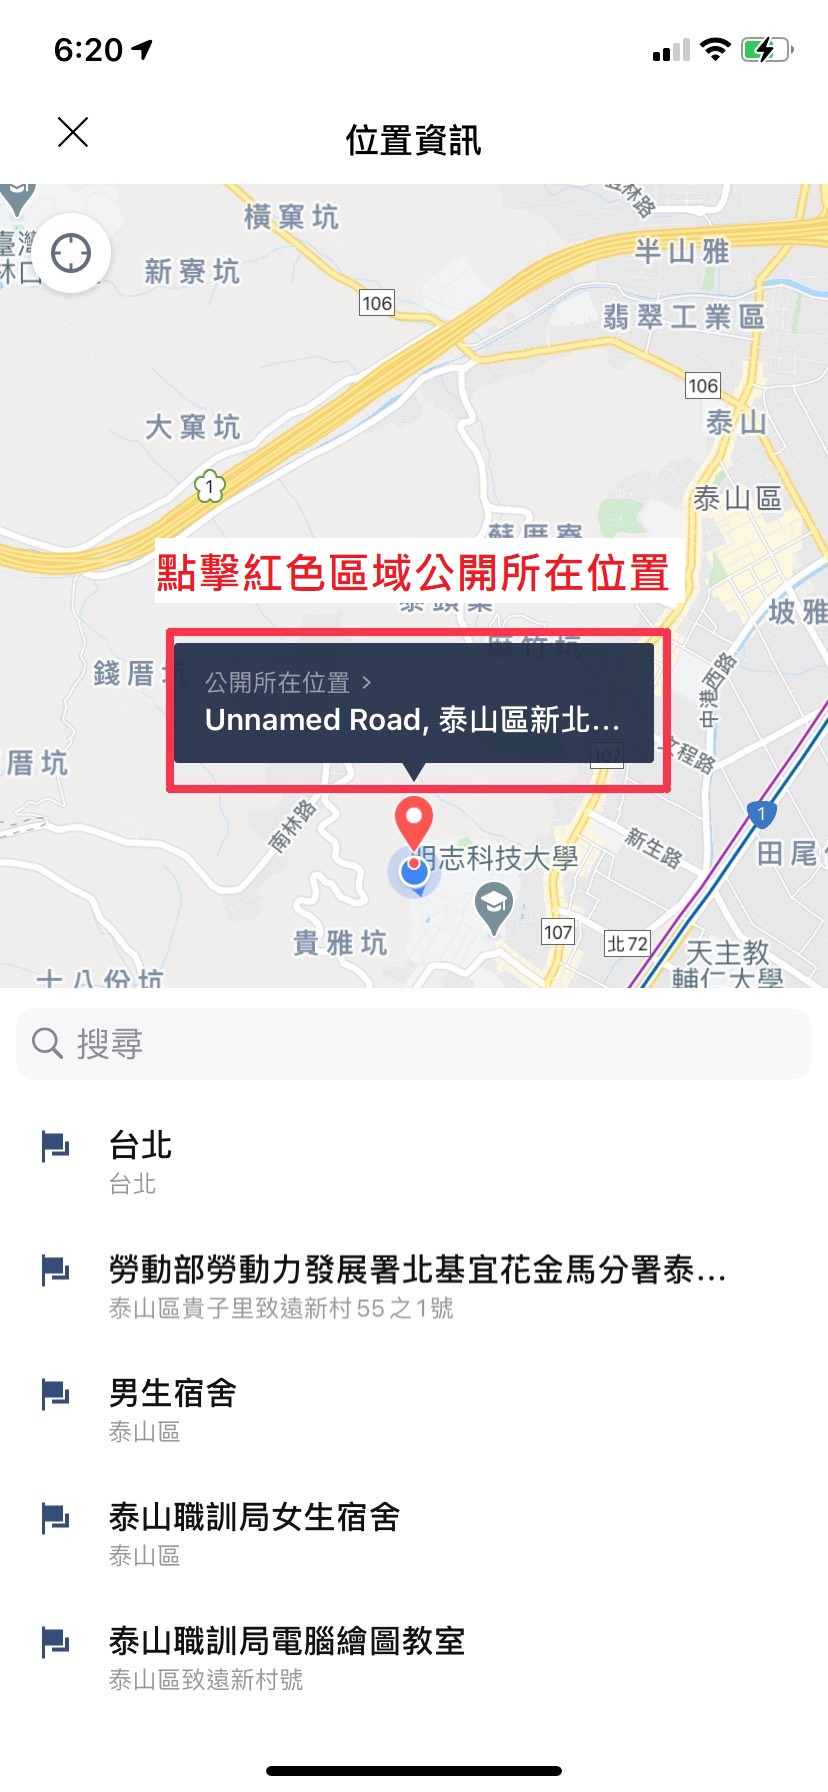 6:20
位置資訊
橫窠坑
新寮坑
半山雅
106
翡翠工業區
106
泰山
大窠坑
1
泰山區
點擊紅色區域公開所在位置
坡雅
麻竹坑
錢厝坑
公開所在位置 >
Unnamed Road, 泰山區新北...
中港西路
107
文程路
厝坑
南林路
1
新生路
田尾
明志科技大學
貴雅坑
107
北72
天主教
輔仁大學
十八份坑
搜尋
台北
台北
勞動部勞動力發展署北基宜花金馬分署泰...
泰山區貴子里致遠新村55之1號
男生宿舍
泰山區
泰山職訓局女生宿舍
泰山區
泰山職訓局電腦繪圖教室
泰山區致遠新村號